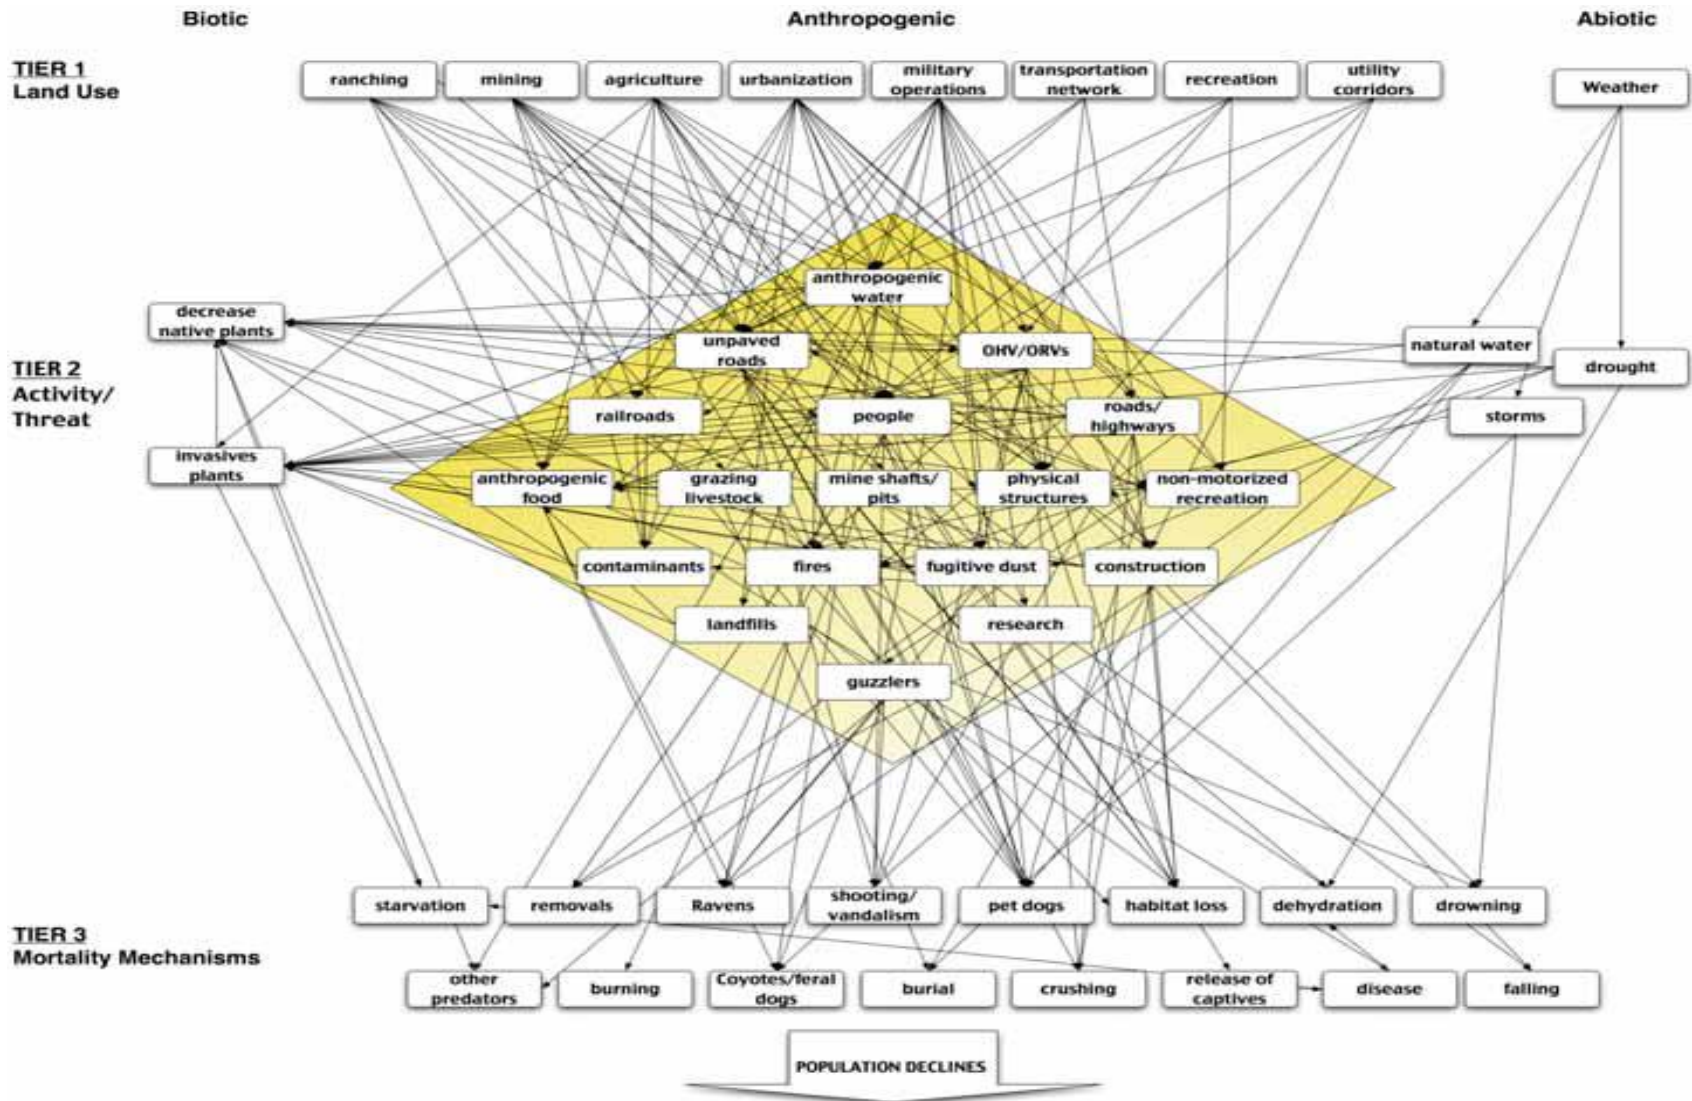 Biotic
Anthropogenic
Abiotic
TIER 1
Land Use
ranching
mining
agriculture
urbanization
military
operations
transportation
network
recreation
utility
corridors
Weather
anthropogenic
water
decrease
native plants
unpaved
roads
OHV/ORVs
natural water
drought
TIER 2
Activity/
Threat
railroads
people
roads/
highways
storms
invasives
plants
anthropogenic
food
grazing
livestock
mine shafts/
pits
physical
structures
non-motorized
recreation
contaminants
fires
fugitive dust
construction
landfills
research
guzzlers
starvation
removals
Ravens
shooting/
vandalism
pet dogs
habitat loss
dehydration
drowning
TIER 3
Mortality Mechanisms
other
predators
burning
Coyotes/feral
dogs
burial
crushing
release of
captives
disease
falling
POPULATION DECLINES